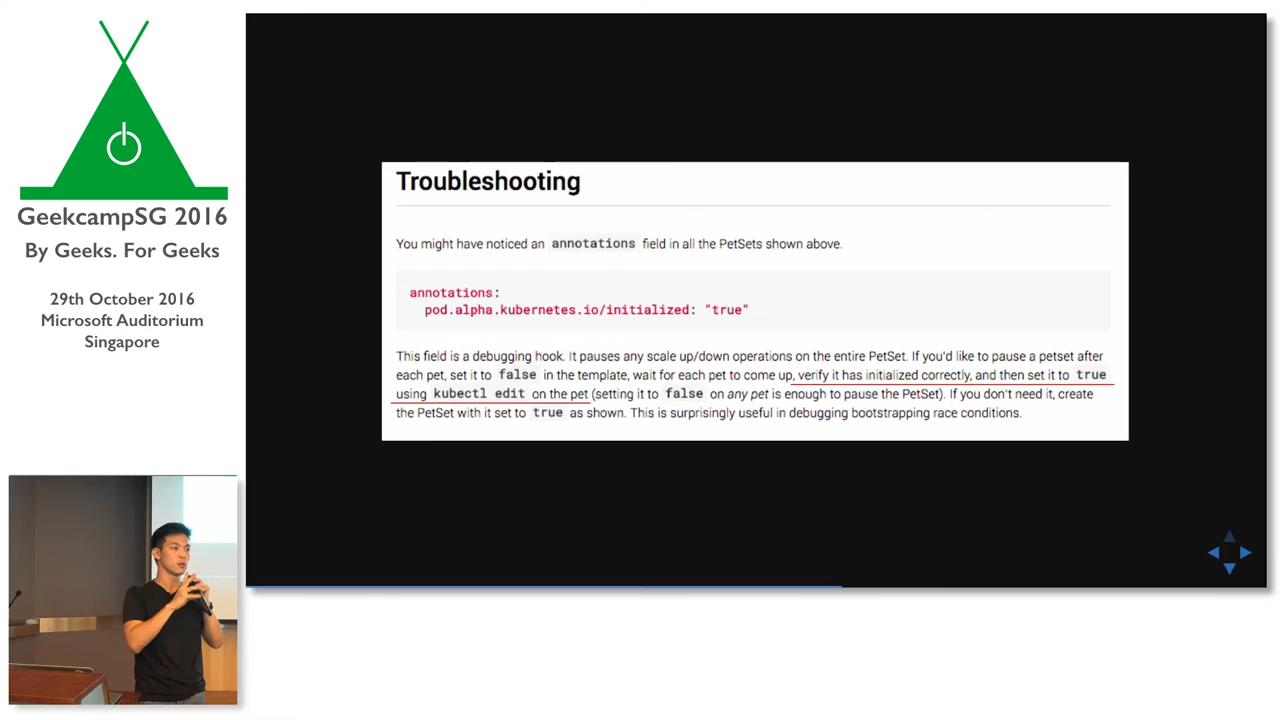 GeekcampSG 2016
By Geeks. For Geeks
29th October 2016
Microsoft Auditorium
Singapore
Troubleshooting
You might have noticed an annotations field in all the PetSets shown above.
annotations:
pod.alpha.kubernetes.io/initialized: "true"
This field is a debugging hook. It pauses any scale up/down operations on the entire PetSet. If you'd like to pause a petset after
each pet, set it to false in the template, wait for each pet to come up, verify it has initialized correctly, and then set it to true
using kubectl edit on the pet (setting it to false on any pet is enough to pause the PetSet). If you don't need it, create
the PetSet with it set to true as shown. This is surprisingly useful in debugging bootstrapping race conditions.